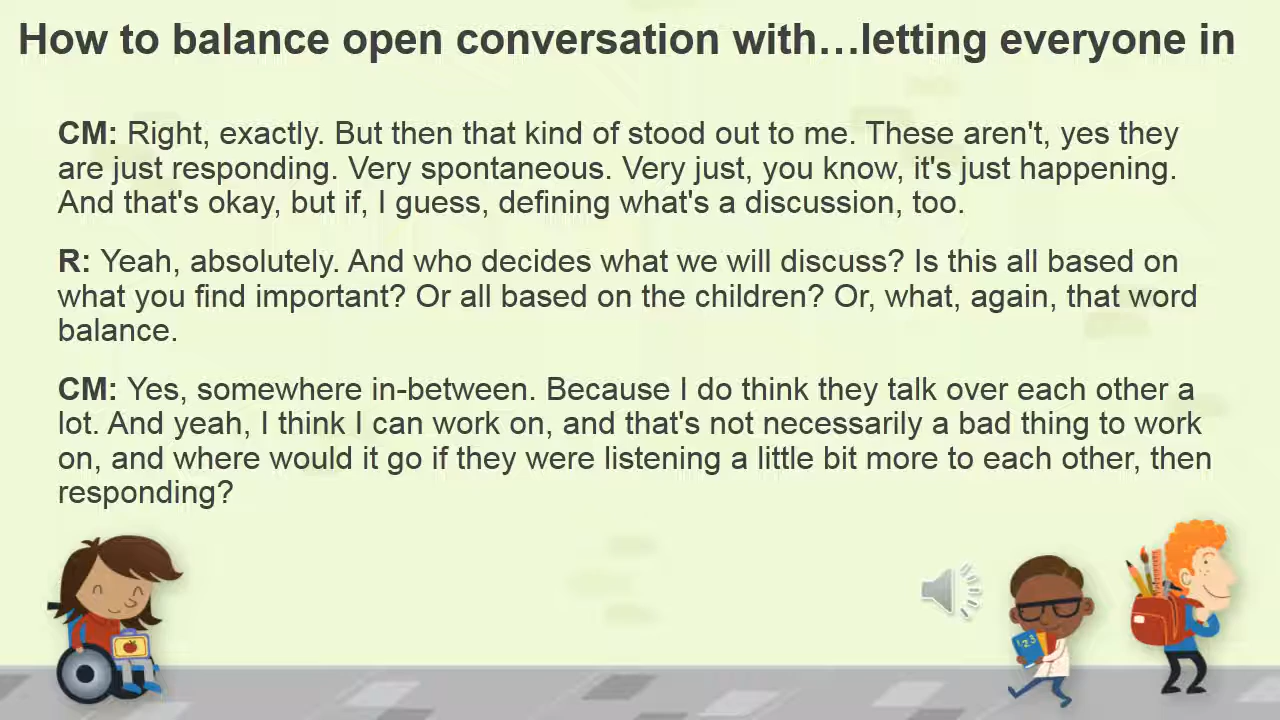 How to balance open conversation with…letting everyone in
CM: Right, exactly. But then that kind of stood out to me. These aren't, yes they
are just responding. Very spontaneous. Very just, you know, it's just happening.
And that's okay, but if, I guess, defining what's a discussion, too.
R: Yeah, absolutely. And who decides what we will discuss? Is this all based on
what you find important? Or all based on the children? Or, what, again, that word
balance.
CM: Yes, somewhere in-between. Because I do think they talk over each other a
lot. And yeah, I think I can work on, and that's not necessarily a bad thing to work
on, and where would it go if they were listening a little bit more to each other, then
responding?
123